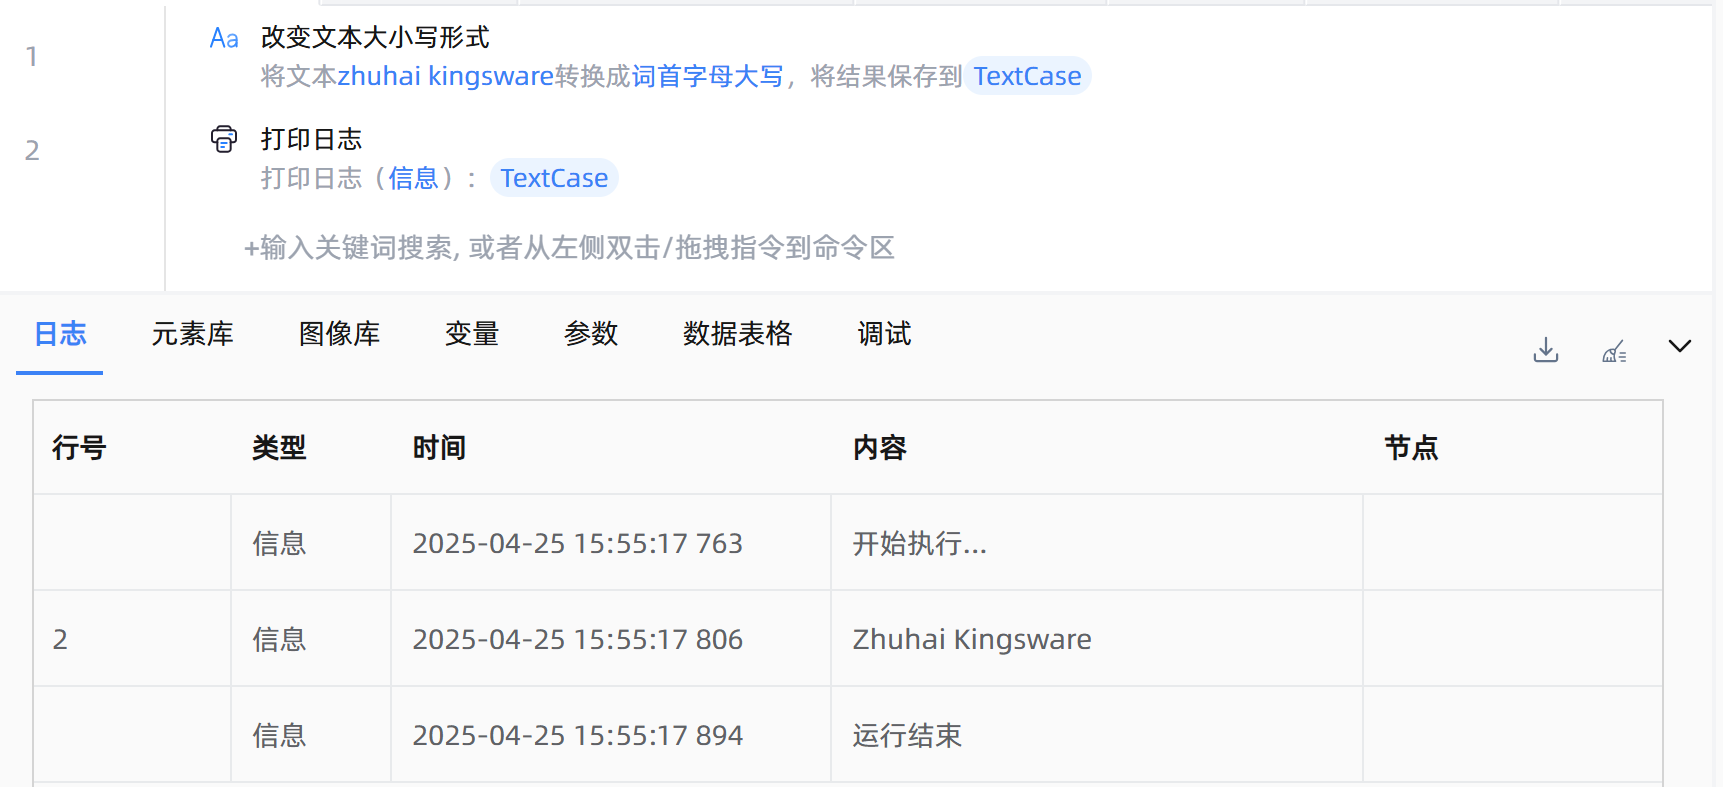 1
Aa 改变文本大小写形式
将文本zhuhai kingsware转换成词首字母大写，将结果保存到 TextCase
2
打印日志
打印日志（信息）： TextCase
+输入关键词搜索, 或者从左侧双击/拖拽指令到命令区
日志 元素库 图像库 变量 参数 数据表格 调试
行号 类型 时间 内容 节点
信息 2025-04-25 15:55:17 763 开始执行...
2 信息 2025-04-25 15:55:17 806 Zhuhai Kingsware
信息 2025-04-25 15:55:17 894 运行结束